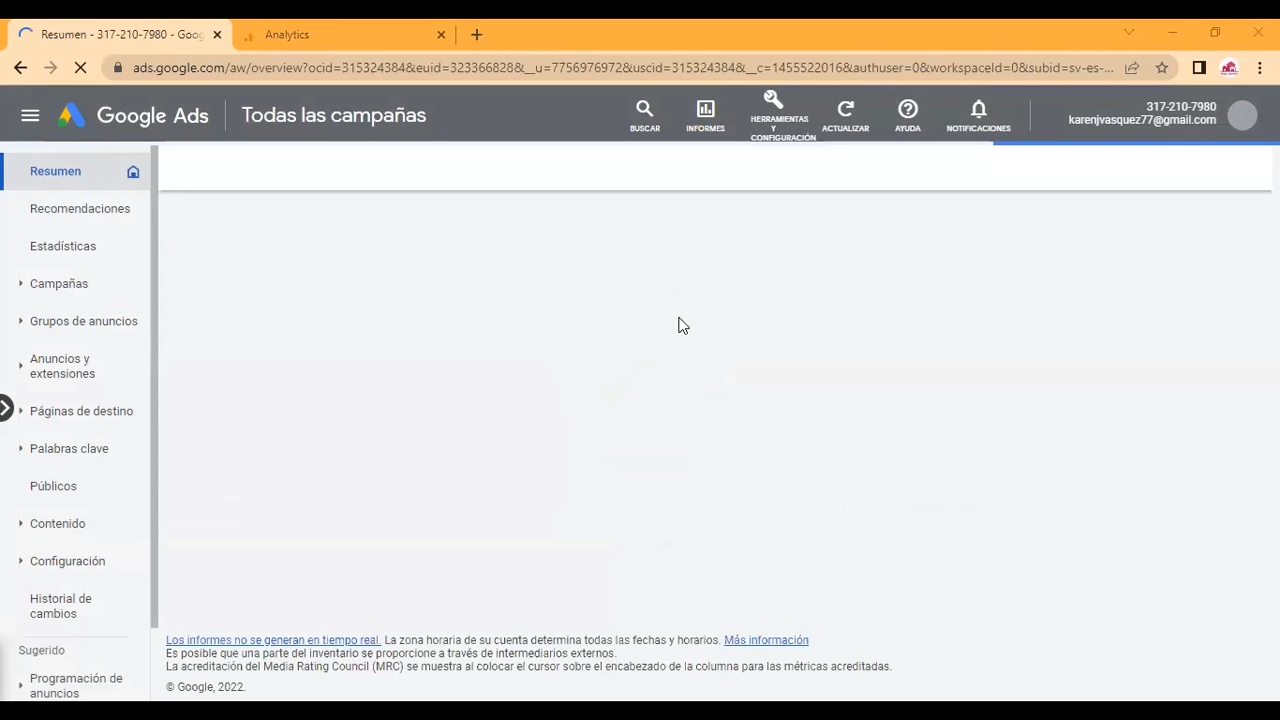 Resumen - 317-210-7980 - Goog
Analytics
ads.google.com/aw/overview?ocid=315324384&euid=323366828&__u=7756976972&uscid=315324384&__c=1455522016&authuser=0&workspaceId=0&subid=sv-es-...
Google Ads
Todas las campañas
BUSCAR
INFORMES
HERRAMIENTAS
Y
CONFIGURACIÓN
ACTUALIZAR
AYUDA
NOTIFICACIONES
317-210-7980
karenjvasquez77@gmail.com
Resumen
Recomendaciones
Estadísticas
Campañas
Grupos de anuncios
Anuncios y
extensiones
Páginas de destino
Palabras clave
Públicos
Contenido
Configuración
Historial de
cambios
Sugerido
Programación de
anuncios
Los informes no se generan en tiempo real. La zona horaria de su cuenta determina todas las fechas y horarios. Más información
Es posible que una parte del inventario se proporcione a través de intermediarios externos.
La acreditación del Media Rating Council (MRC) se muestra al colocar el cursor sobre el encabezado de la columna para las métricas acreditadas.
© Google, 2022.